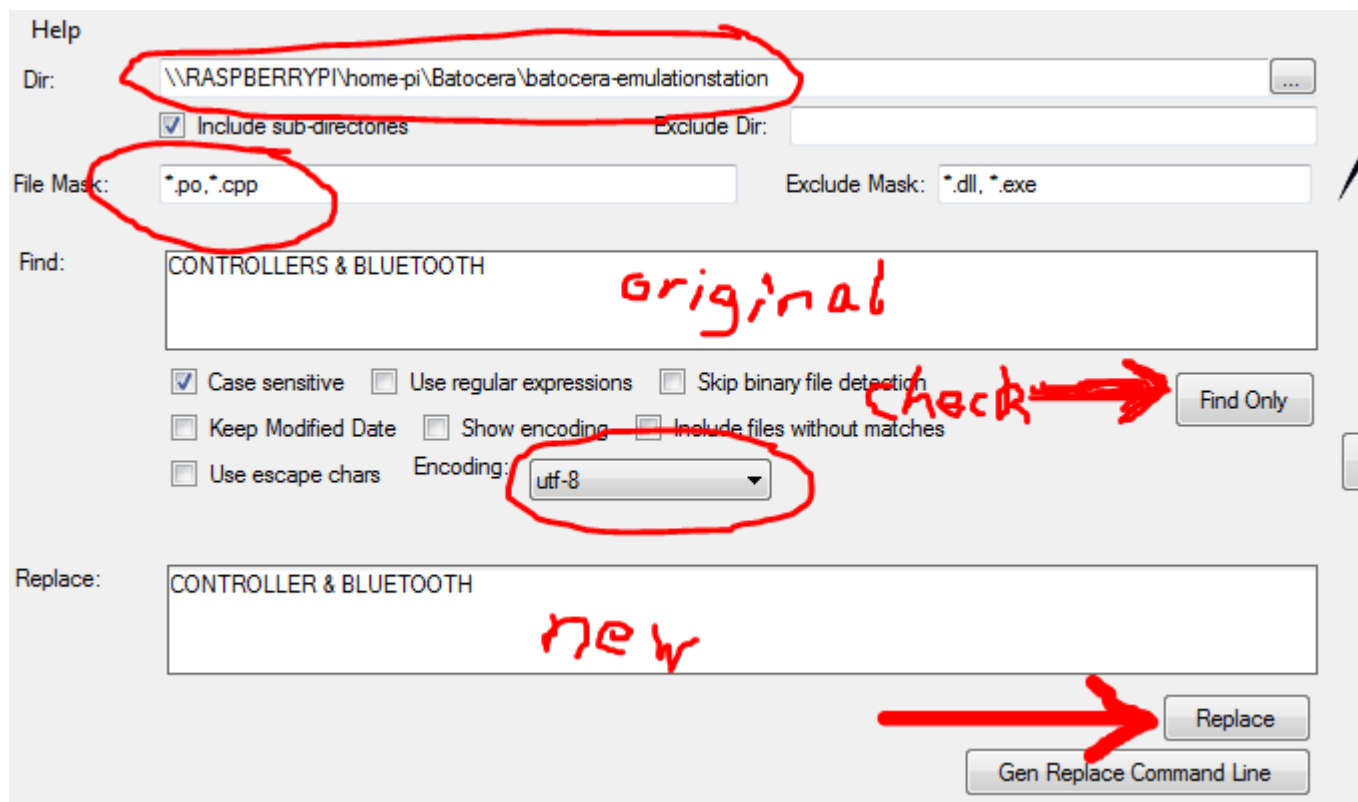 Help
Dir: \\RASPBERRYPI\home-pi\Batocera\batocera-emulationstation ...
Include sub-directories Exclude Dir:
File Mask: *.po,*.cpp Exclude Mask: *.dll, *.exe
Find: CONTROLLERS & BLUETOOTH
original
Case sensitive Use regular expressions Skip binary file detection
check Find Only
Keep Modified Date Show encoding Include files without matches
Use escape chars Encoding: utf-8
Replace: CONTROLLER & BLUETOOTH
new
Replace
Gen Replace Command Line